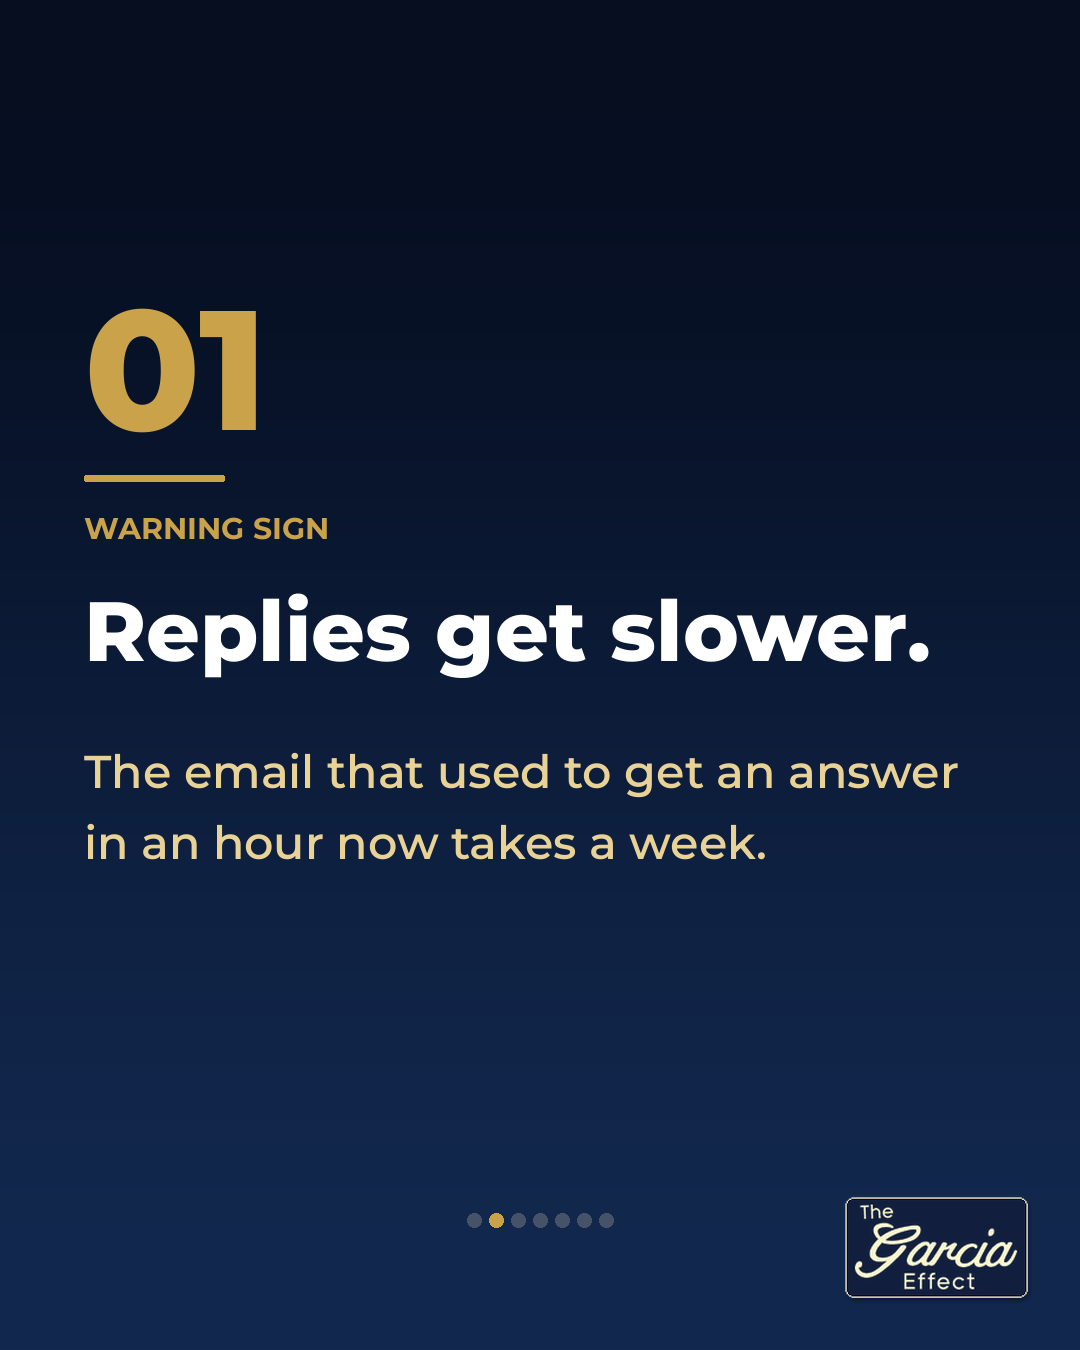 01
WARNING SIGN
Replies get slower.
The email that used to get an answer
in an hour now takes a week.
The
Garcia
Effect